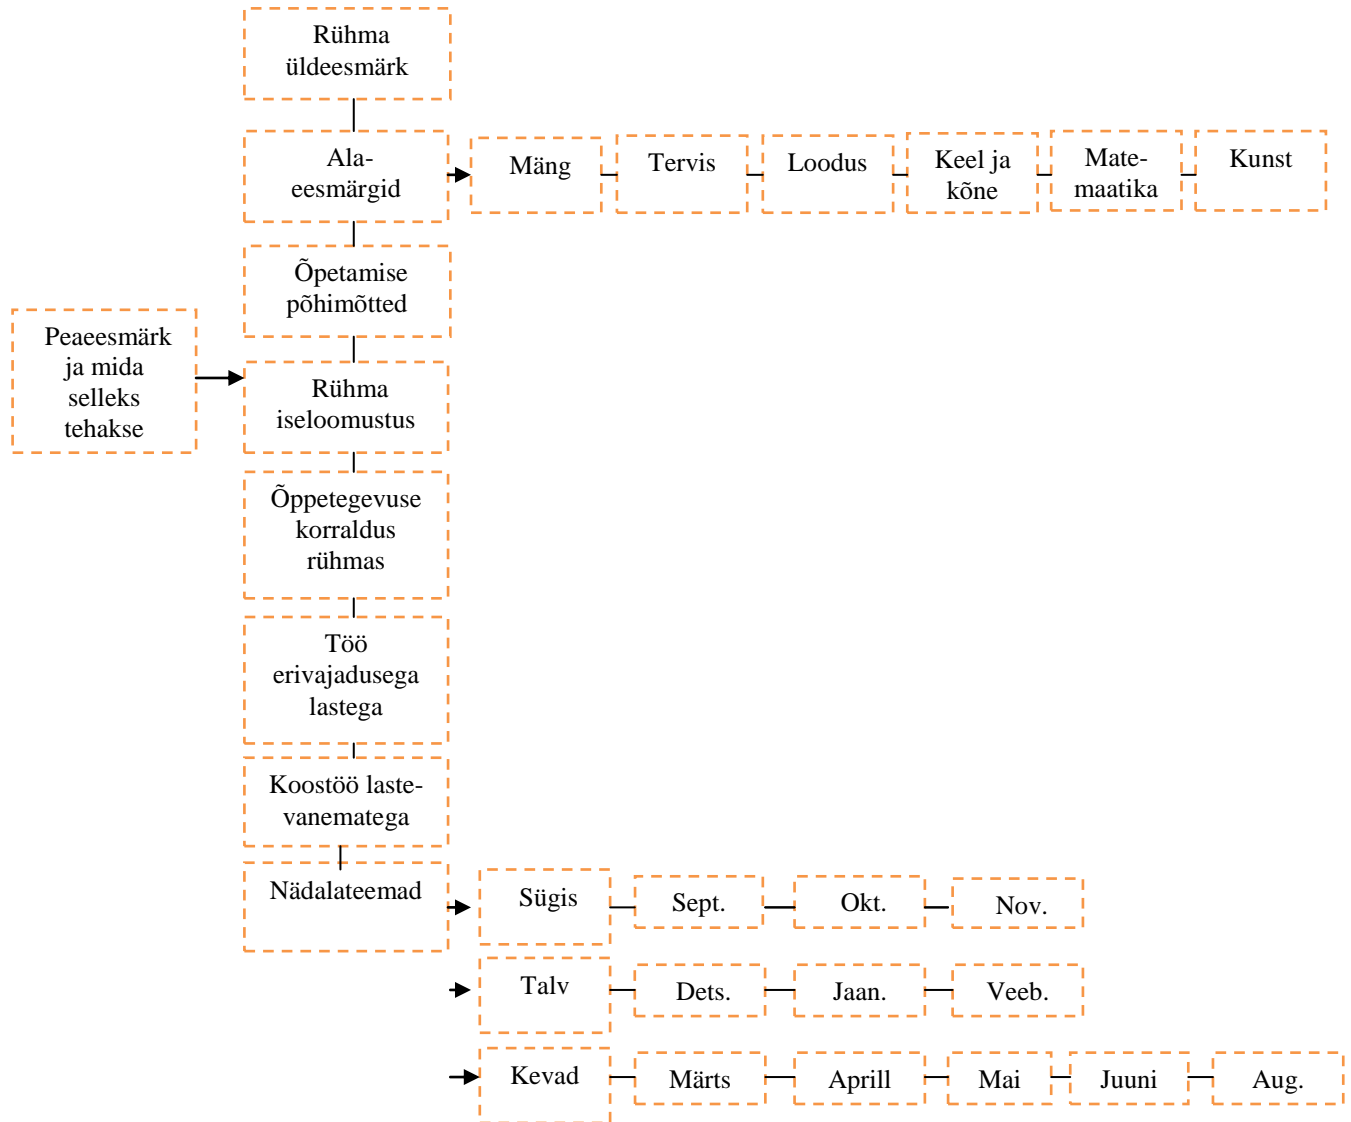 Rühma
üldeesmärk
Ala-
eesmärgid
Mäng
Tervis
Loodus
Keel ja
kõne
Mate-
maatika
Kunst
Õpetamise
põhimõtted
Peaeesmärk
ja mida
selleks
tehakse
Rühma
iseloomustus
Õppetegevuse
korraldus
rühmas
Töö
erivajadusega
lastega
Koostöö laste-
vanematega
Nädalateemad
Sügis
Sept.
Okt.
Nov.
Talv
Dets.
Jaan.
Veeb.
Kevad
Märts
Aprill
Mai
Juuni
Aug.